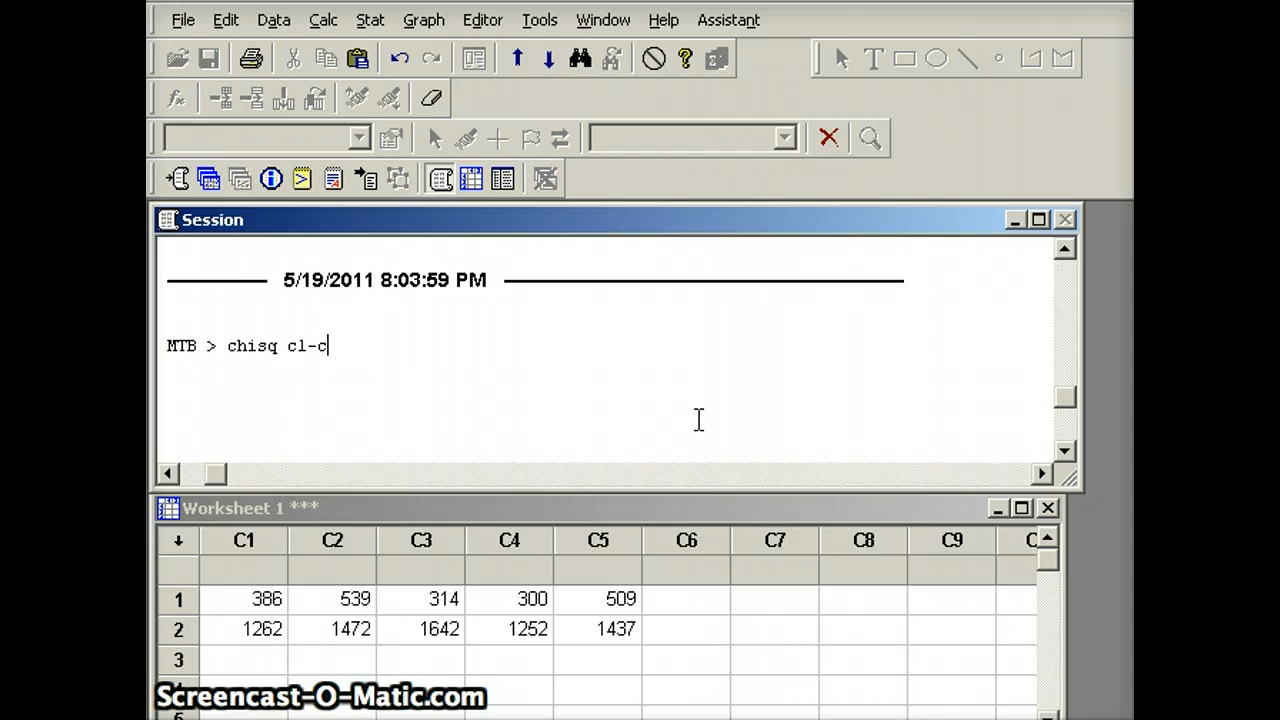 File Edit Data Calc Stat Graph Editor Tools Window Help Assistant
Session
5/19/2011 8:03:59 PM
MTB > chisq c1-c
Worksheet 1 ***
C1 C2 C3 C4 C5 C6 C7 C8 C9
1 386 539 314 300 509
2 1262 1472 1642 1252 1437
3
Screencast-O-Matic.com